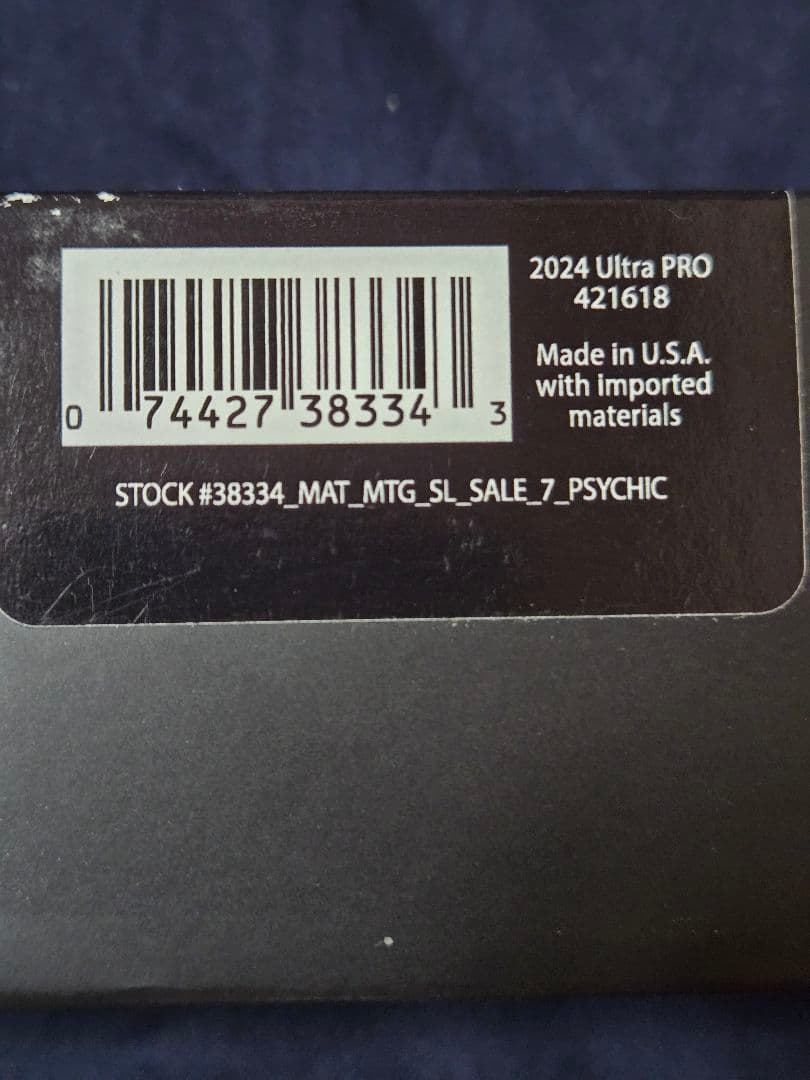 2024 Ultra PRO
421618
Made in U.S.A.
with imported
materials
0 74427 38334 3
STOCK #38334_MAT_MTG_SL_SALE_7_PSYCHIC